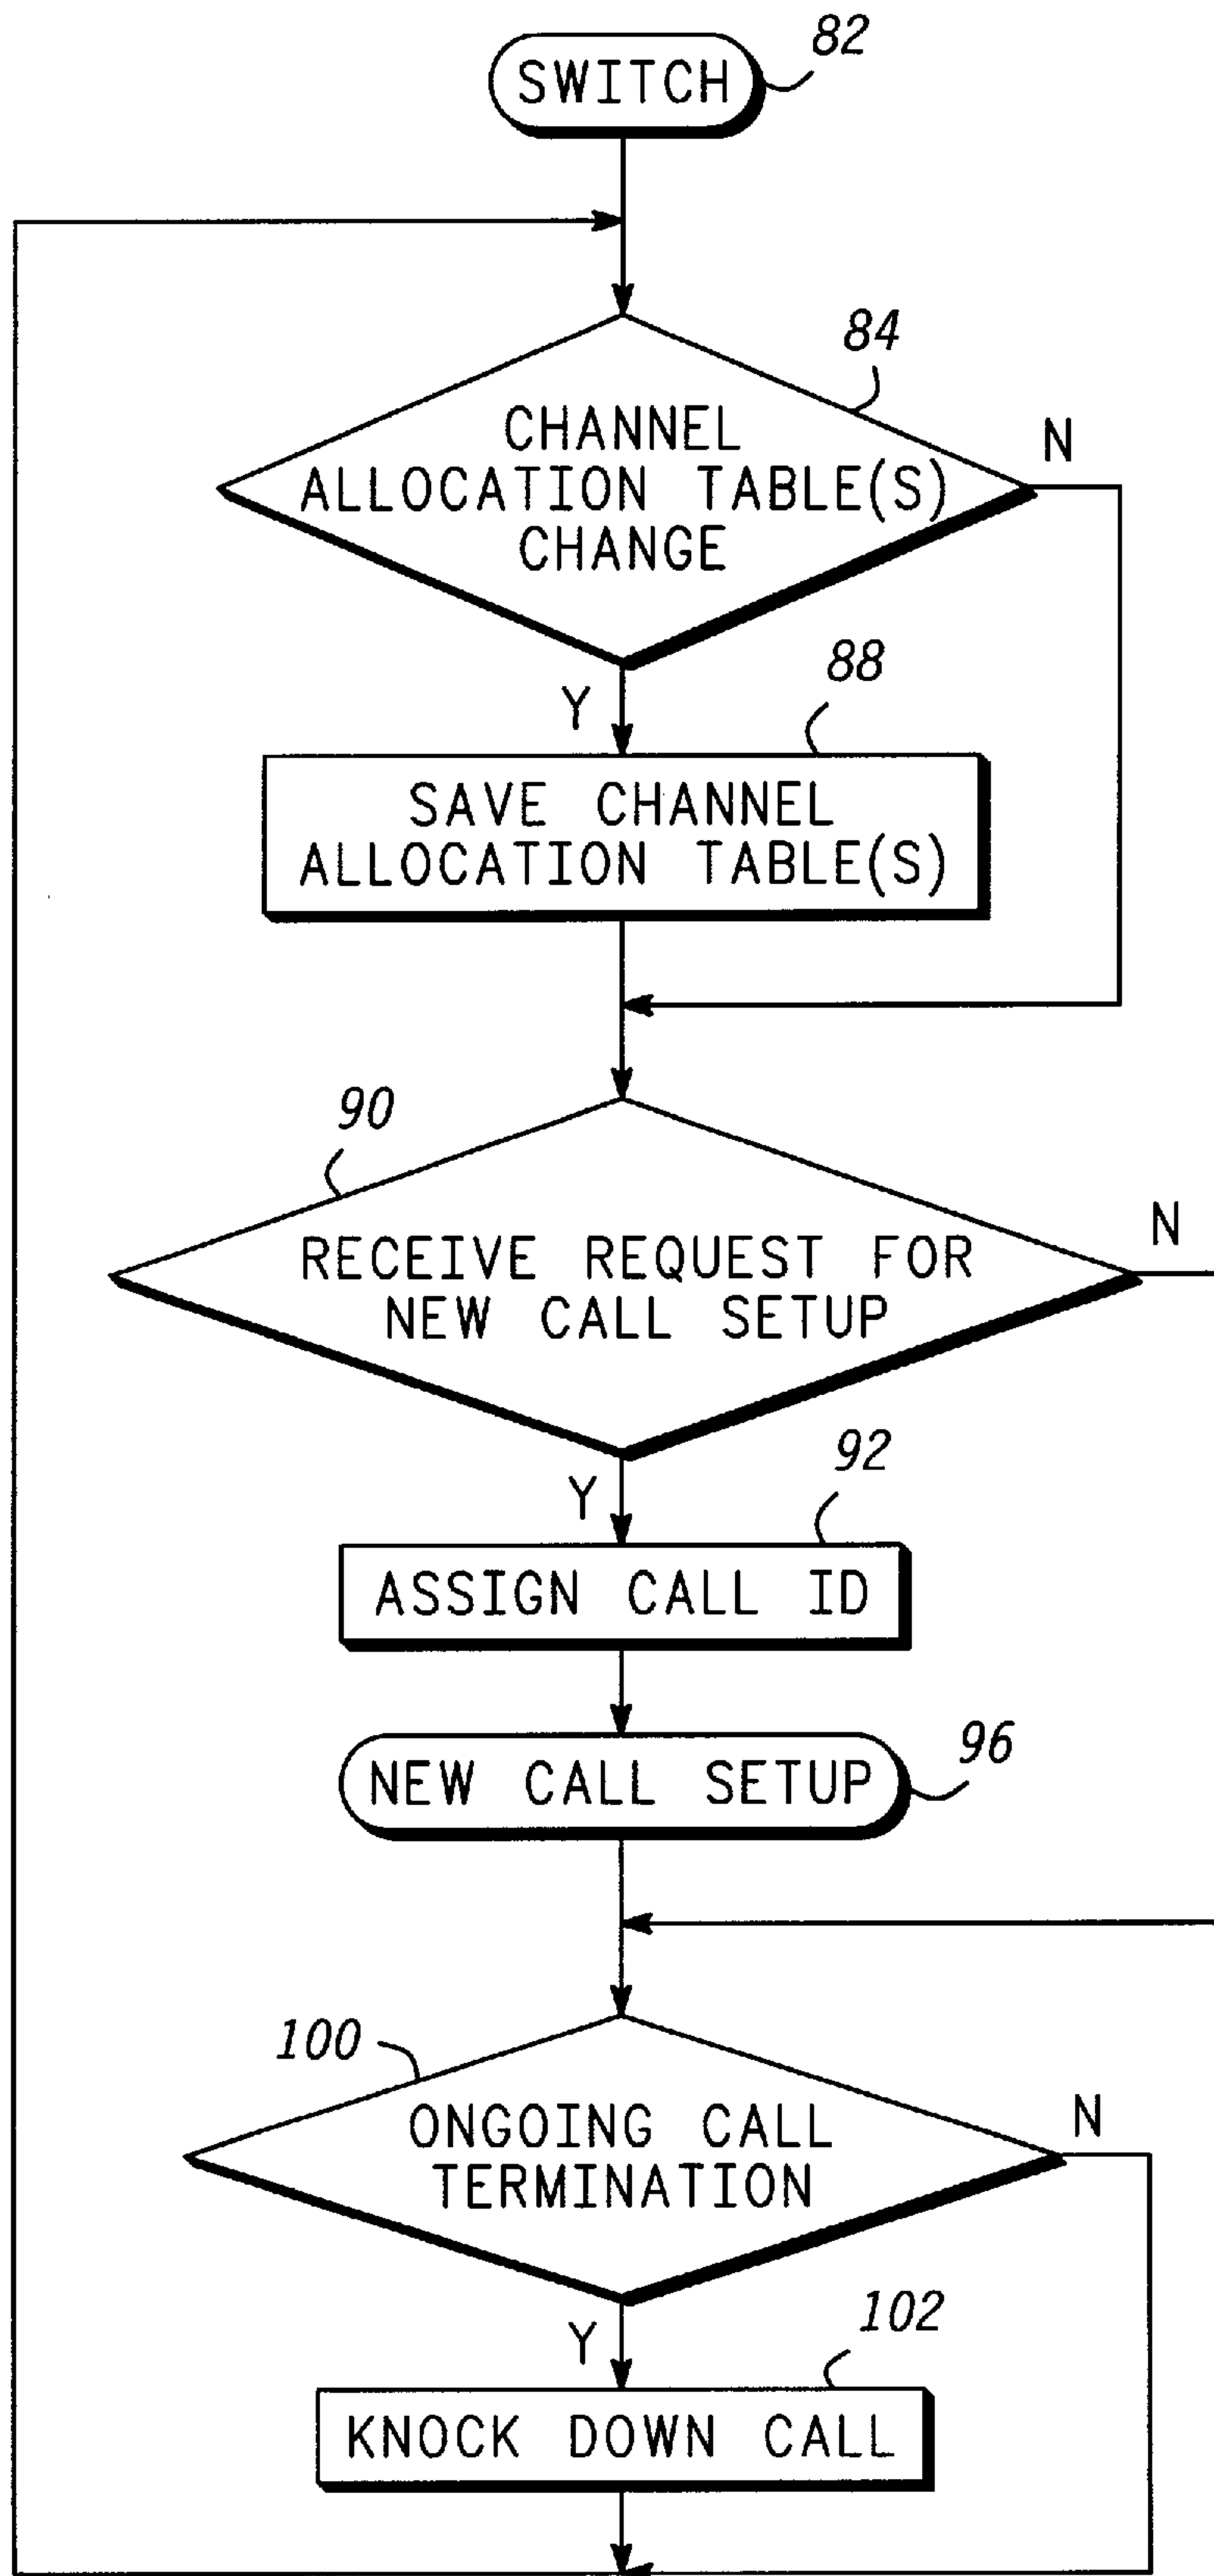 SWITCH
82
84
CHANNEL
ALLOCATION TABLE(S)
CHANGE
N
Y
88
SAVE CHANNEL
ALLOCATION TABLE(S)
90
RECEIVE REQUEST FOR
NEW CALL SETUP
N
Y
92
ASSIGN CALL ID
NEW CALL SETUP
96
100
ONGOING CALL
TERMINATION
N
Y
102
KNOCK DOWN CALL